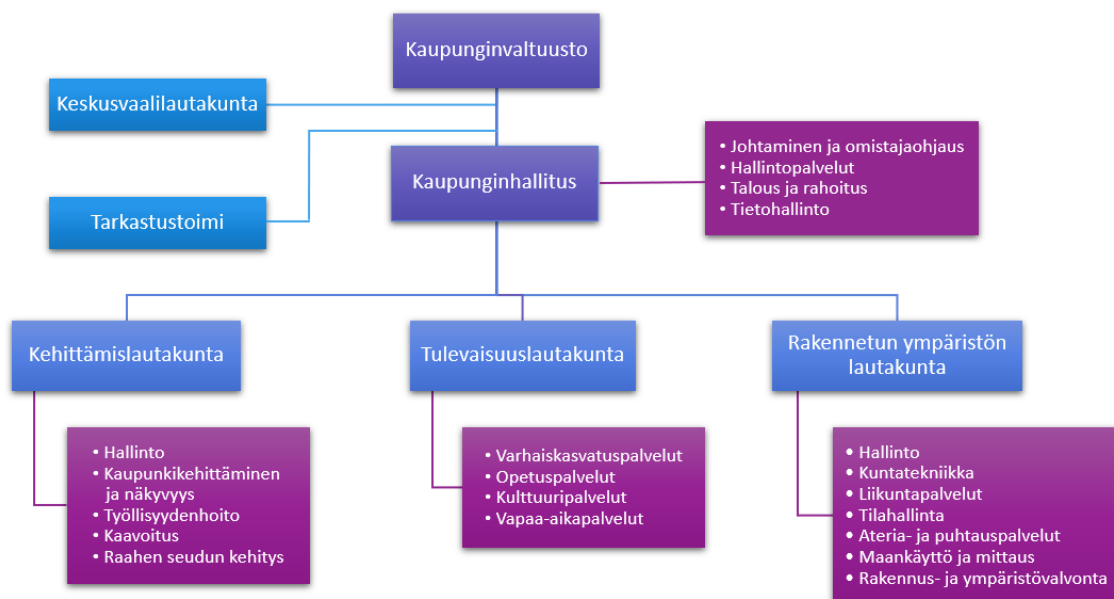 Kaupunginvaltuusto
Keskusvaalilautakunta
Kaupunginhallitus
• Johtaminen ja omistajaohjaus
• Hallintopalvelut
• Talous ja rahoitus
• Tietohallinto
Tarkastustoimi
Kehittämislautakunta
Tulevaisuuslautakunta
Rakennetun ympäristön
lautakunta
• Hallinto
• Kaupunkikehittäminen
ja näkyvyys
• Työllisyydenhoito
• Kaavoitus
• Raahen seudun kehitys
• Varhaiskasvatuspalvelut
• Opetuspalvelut
• Kulttuuripalvelut
• Vapaa-aikapalvelut
• Hallinto
• Kuntatekniikka
• Liikuntapalvelut
• Tilahallinta
• Ateria- ja puhtauspalvelut
• Maankäyttö ja mittaus
• Rakennus- ja ympäristövalvonta